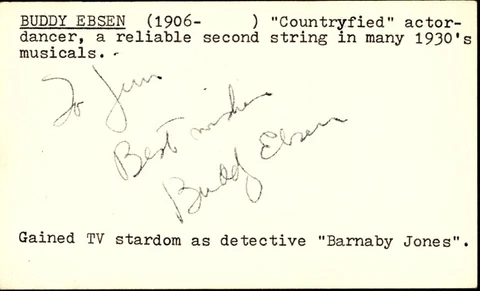 BUDDY EBSEN (1906-     ) "Countryfied" actor-
dancer, a reliable second string in many 1930's
musicals.
To Jim
Best wishes
Buddy Ebsen
Gained TV stardom as detective "Barnaby Jones".